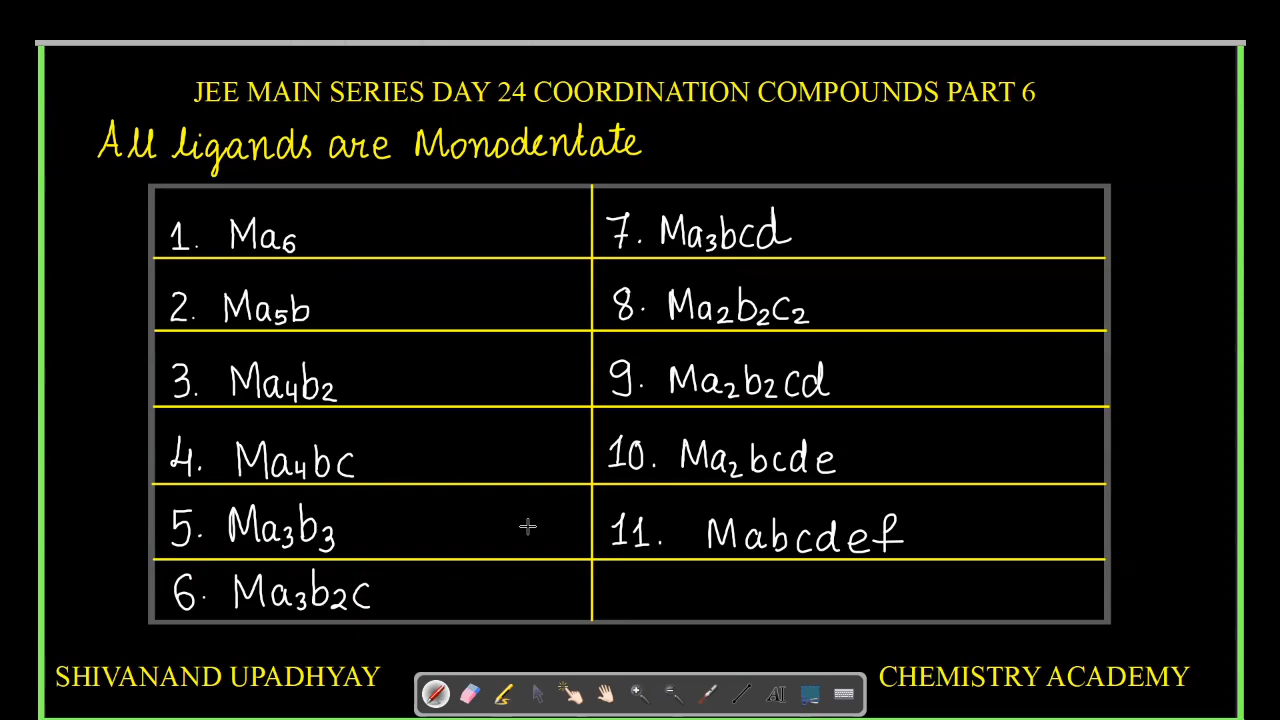 JEE MAIN SERIES DAY 24 COORDINATION COMPOUNDS PART 6
All ligands are Monodentate
1. Ma₆
2. Ma₅b
3. Ma₄b₂
4. Ma₄bc
5. Ma₃b₃
6. Ma₃b₂c
7. Ma₃bcd
8. Ma₂b₂c₂
9. Ma₂b₂cd
10. Ma₂bcde
11. Mabcdef
SHIVANAND UPADHYAY
AI
CHEMISTRY ACADEMY